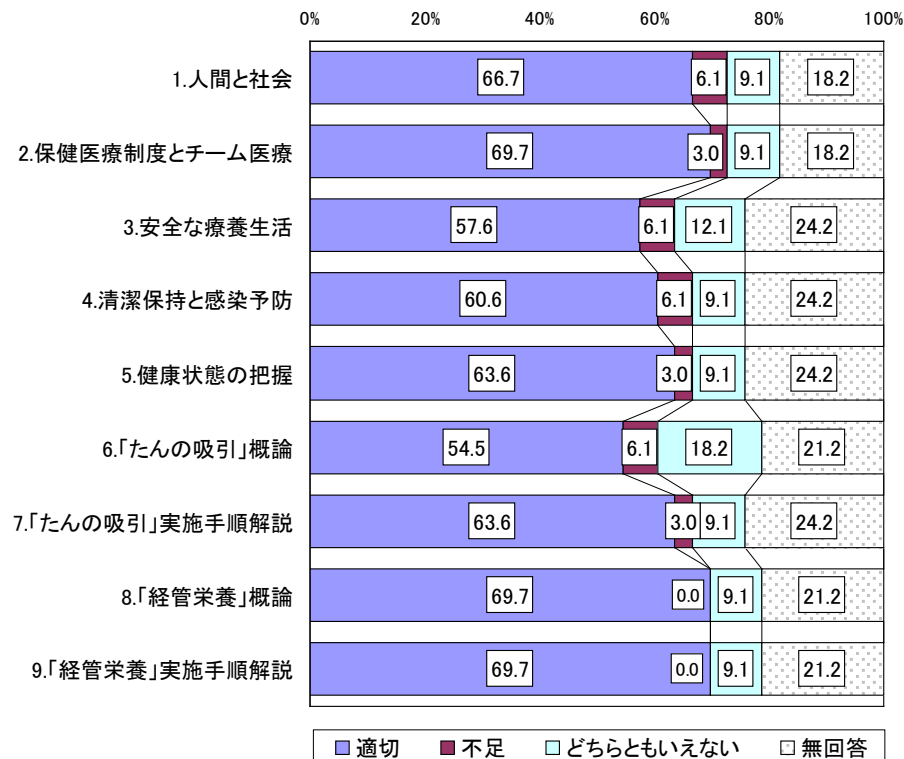 0% 20% 40% 60% 80% 100%
1.人間と社会 66.7 6.1 9.1 18.2
2.保健医療制度とチーム医療 69.7 3.0 9.1 18.2
3.安全な療養生活 57.6 6.1 12.1 24.2
4.清潔保持と感染予防 60.6 6.1 9.1 24.2
5.健康状態の把握 63.6 3.0 9.1 24.2
6.「たんの吸引」概論 54.5 6.1 18.2 21.2
7.「たんの吸引」実施手順解説 63.6 3.0 9.1 24.2
8.「経管栄養」概論 69.7 0.0 9.1 21.2
9.「経管栄養」実施手順解説 69.7 0.0 9.1 21.2
適切 不足 どちらともいえない 無回答